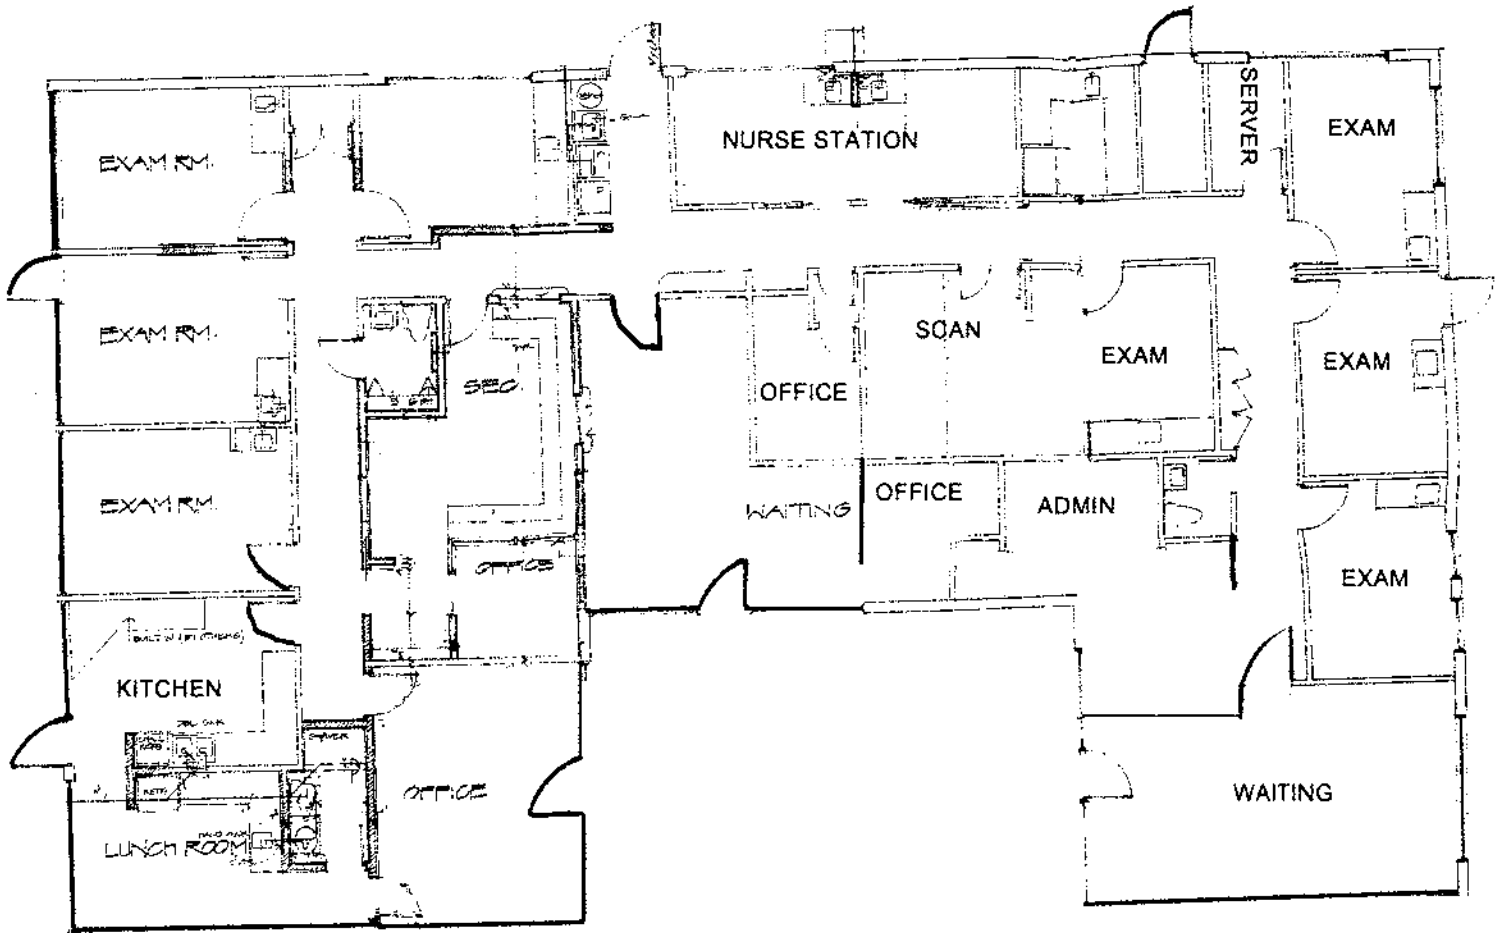 SERVER
EXAM
NURSE STATION
EXAM RM.
EXAM RM.
SCAN
EXAM
EXAM
SEC.
OFFICE
EXAM RM.
WAITING
OFFICE
ADMIN
OFFICE
EXAM
KITCHEN
OFFICE
WAITING
LUNCH ROOM